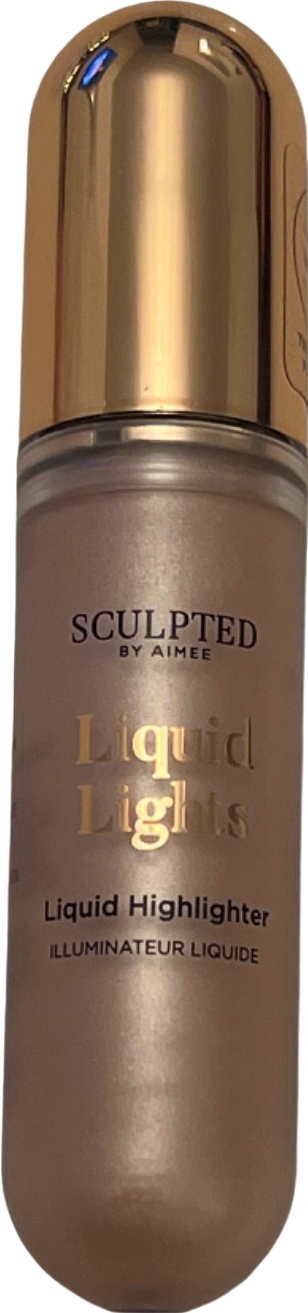 SCULPTED
BY AIMEE
Liquid
Lights
Liquid Highlighter
ILLUMINATEUR LIQUIDE